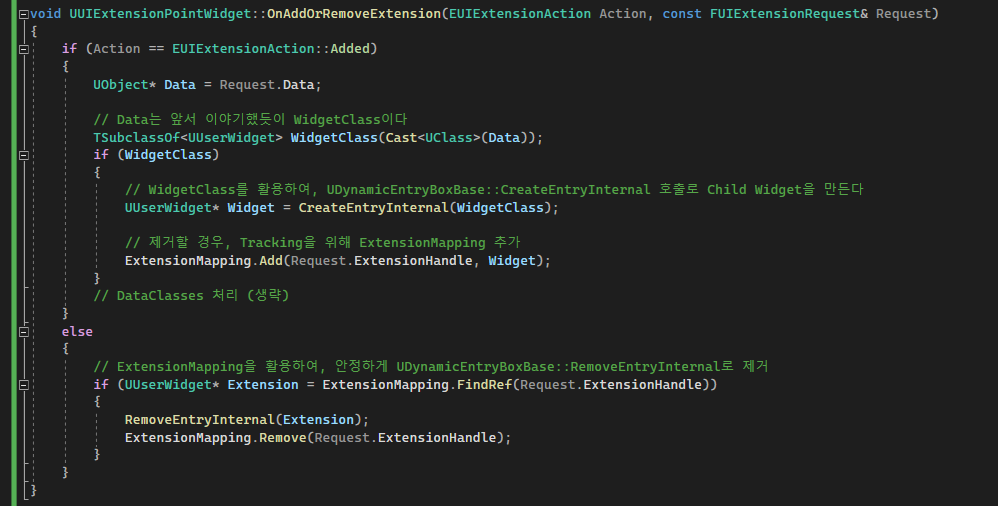 void UUIExtensionPointWidget::OnAddOrRemoveExtension(EUIExtensionAction Action, const FUIExtensionRequest& Request)
{
    if (Action == EUIExtensionAction::Added)
    {
        UObject* Data = Request.Data;

        // Data는 앞서 이야기했듯이 WidgetClass이다
        TSubclassOf<UUserWidget> WidgetClass(Cast<UClass>(Data));
        if (WidgetClass)
        {
            // WidgetClass를 활용하여, UDynamicEntryBoxBase::CreateEntryInternal 호출로 Child Widget을 만든다
            UUserWidget* Widget = CreateEntryInternal(WidgetClass);

            // 제거할 경우, Tracking을 위해 ExtensionMapping 추가
            ExtensionMapping.Add(Request.ExtensionHandle, Widget);
        }
        // DataClasses 처리 (생략)
    }
    else
    {
        // ExtensionMapping을 활용하여, 안정하게 UDynamicEntryBoxBase::RemoveEntryInternal로 제거
        if (UUserWidget* Extension = ExtensionMapping.FindRef(Request.ExtensionHandle))
        {
            RemoveEntryInternal(Extension);
            ExtensionMapping.Remove(Request.ExtensionHandle);
        }
    }
}